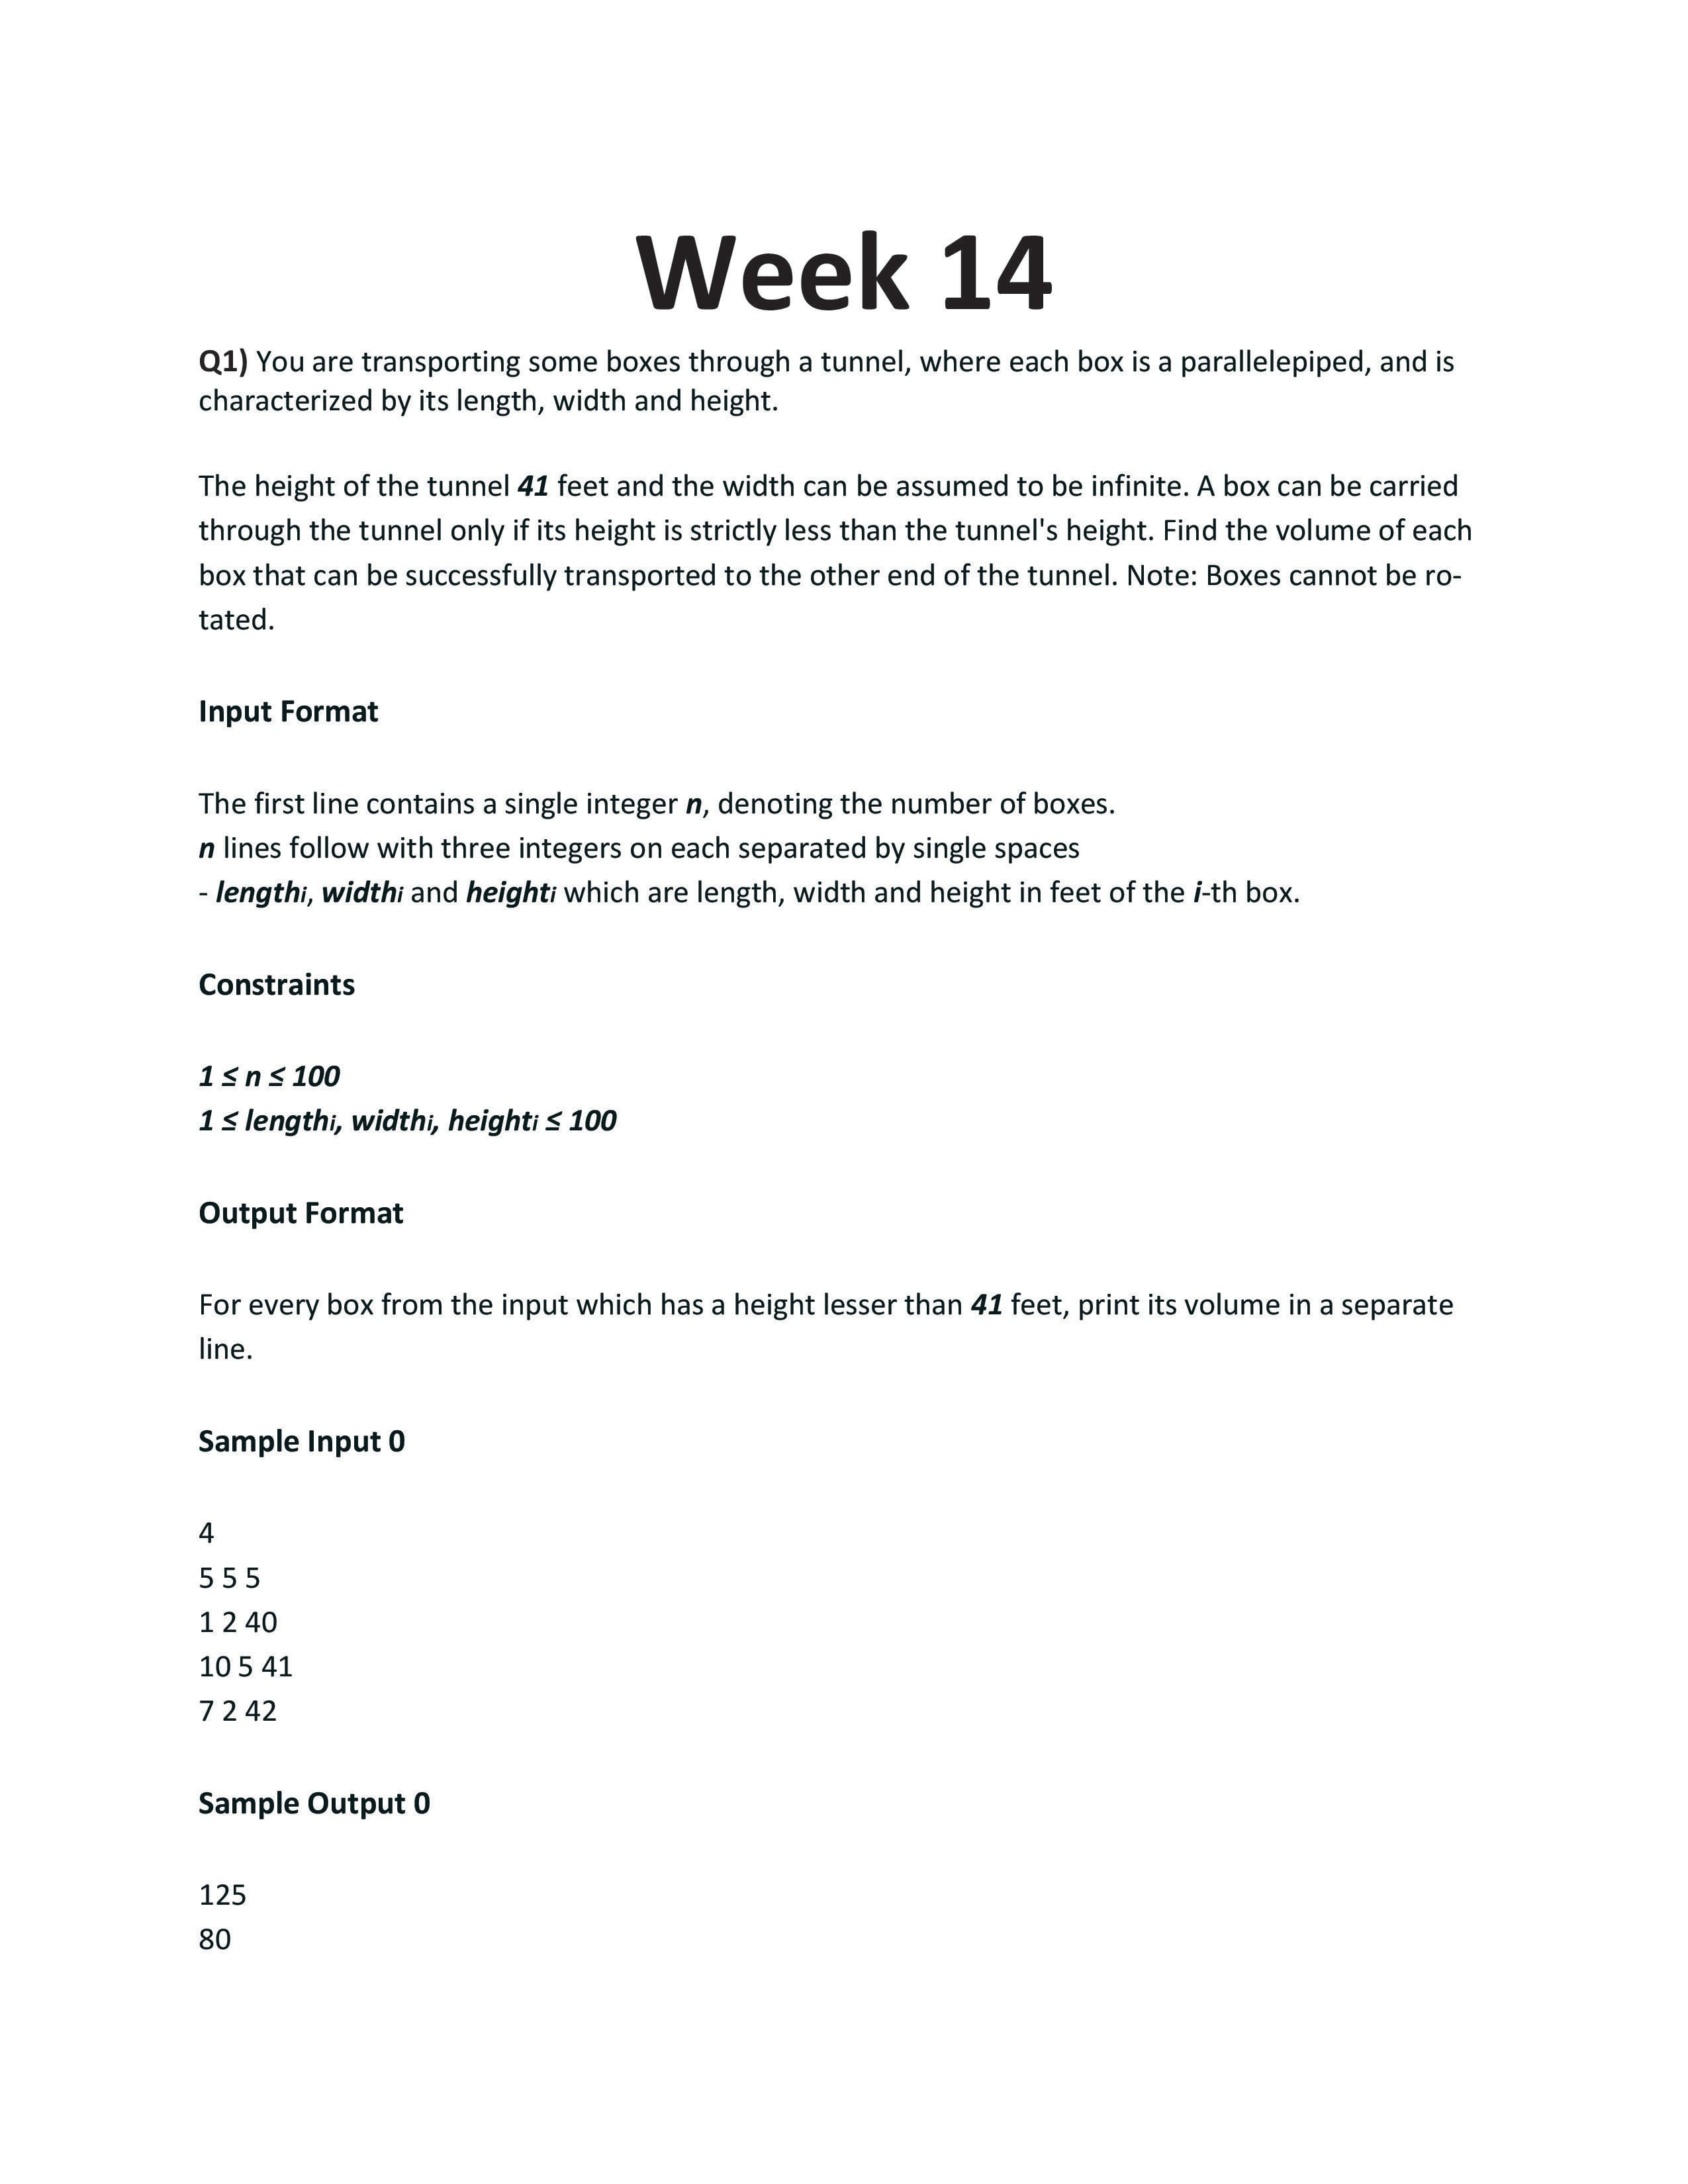 Week 14
Q1) You are transporting some boxes through a tunnel, where each box is a parallelepiped, and is
characterized by its length, width and height.
The height of the tunnel 41 feet and the width can be assumed to be infinite. A box can be carried
through the tunnel only if its height is strictly less than the tunnel's height. Find the volume of each
box that can be successfully transported to the other end of the tunnel. Note: Boxes cannot be ro-
tated.
Input Format
The first line contains a single integer n, denoting the number of boxes.
n lines follow with three integers on each separated by single spaces
- lengthi, widthi and heighti which are length, width and height in feet of the i-th box.
Constraints
1 ≤ n ≤ 100
1 ≤ lengthi, widthi, heighti ≤ 100
Output Format
For every box from the input which has a height lesser than 41 feet, print its volume in a separate
line.
Sample Input 0
4
5 5 5
1 2 40
10 5 41
7 2 42
Sample Output 0
125
80